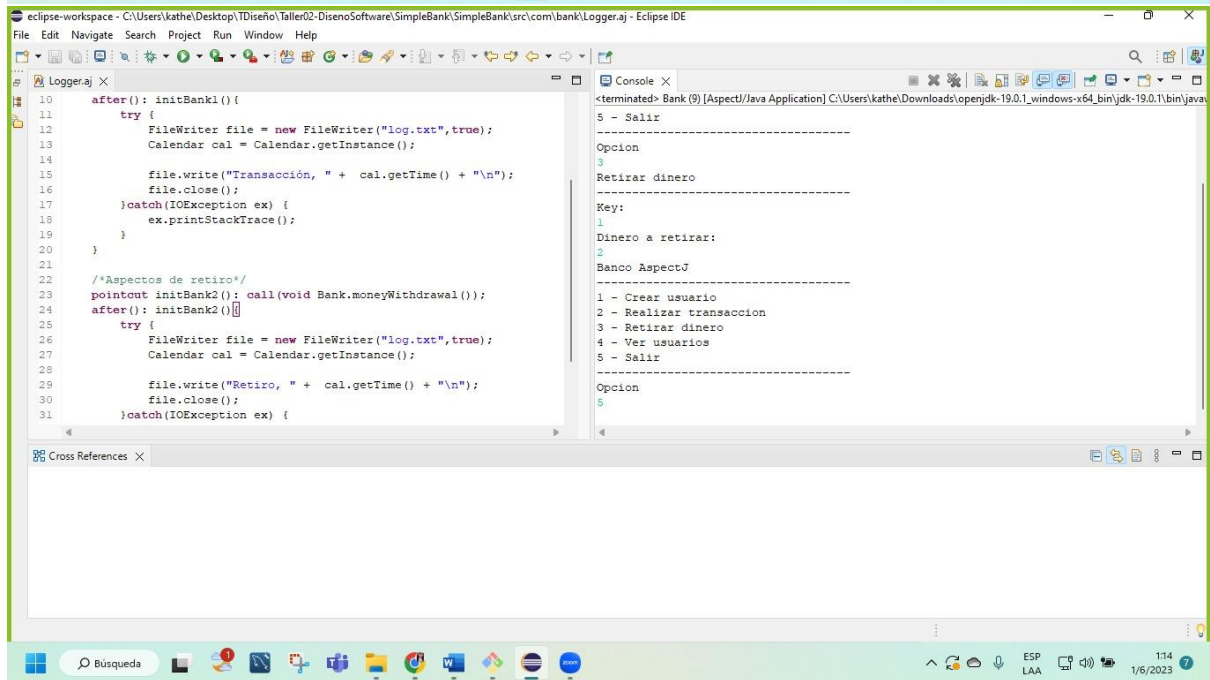 eclipse-workspace - C:\Users\kathe\Desktop\TDiseño\Taller02-DisenoSoftware\SimpleBank\SimpleBank\src\com\bank\Logger.aj - Eclipse IDE
File Edit Navigate Search Project Run Window Help
Logger.aj
10 after(): initBank1(){
11 try {
12 FileWriter file = new FileWriter("log.txt",true);
13 Calendar cal = Calendar.getInstance();
14
15 file.write("Transacción, " + cal.getTime() + "\n");
16 file.close();
17 }catch(IOException ex) {
18 ex.printStackTrace();
19 }
20 }
21
22 /*Aspectos de retiro*/
23 pointcut initBank2(): call(void Bank.moneyWithdrawal());
24 after(): initBank2(){
25 try {
26 FileWriter file = new FileWriter("log.txt",true);
27 Calendar cal = Calendar.getInstance();
28
29 file.write("Retiro, " + cal.getTime() + "\n");
30 file.close();
31 }catch(IOException ex) {
Console
<terminated> Bank (9) [AspectJ/Java Application] C:\Users\kathe\Downloads\openjdk-19.0.1_windows-x64_bin\jdk-19.0.1\bin\javaw
5 - Salir
------------------------------------
Opcion
3
Retirar dinero
------------------------------------
Key:
1
Dinero a retirar:
2
Banco AspectJ
------------------------------------
1 - Crear usuario
2 - Realizar transaccion
3 - Retirar dinero
4 - Ver usuarios
5 - Salir
------------------------------------
Opcion
5
Cross References
Búsqueda
zoom
ESP
LAA
1:14
1/6/2023
7